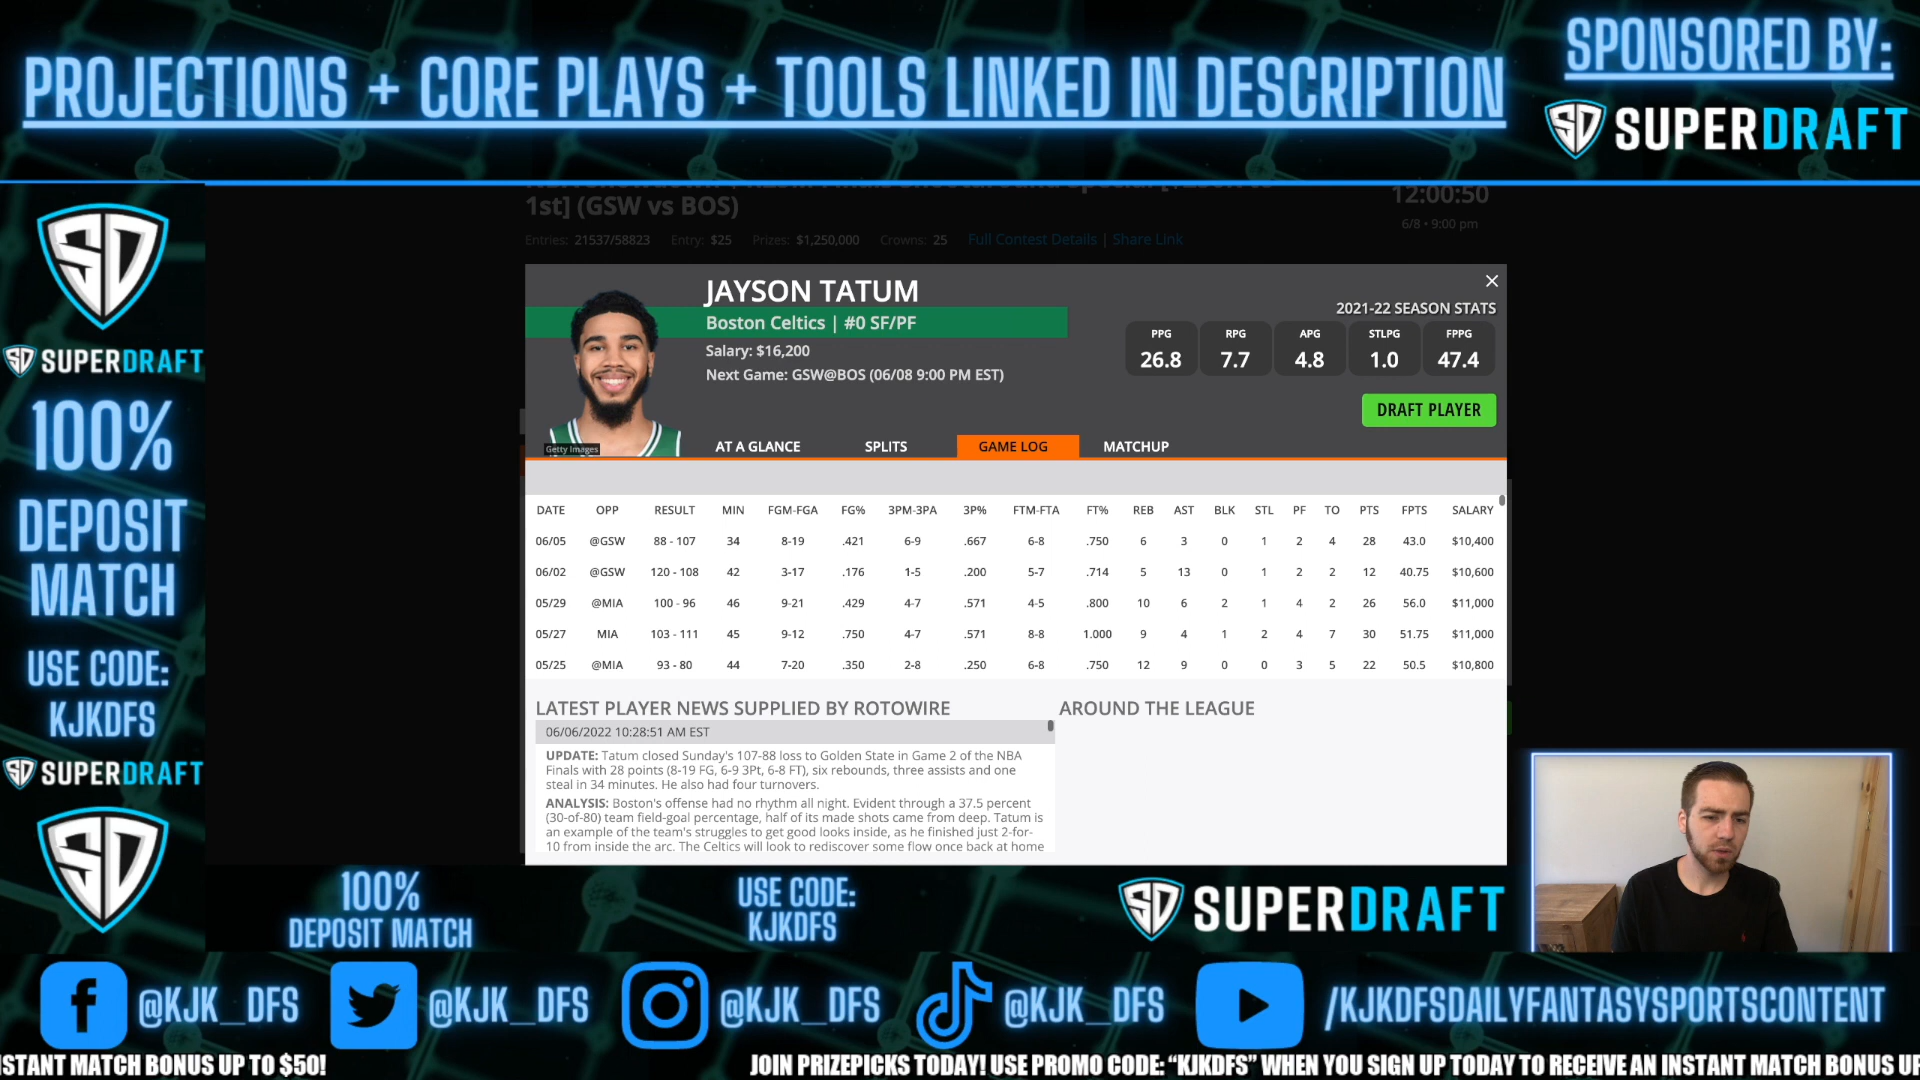 PROJECTIONS + CORE PLAYS + TOOLS LINKED IN DESCRIPTION
SPONSORED BY:
SD SUPERDRAFT
1st] (GSW vs BOS)
12:00:50
6/8 • 9:00 pm
Entries: 21537/58823 Entry: $25 Prizes: $1,250,000 Crowns: 25 Full Contest Details | Share Link
SD
SD SUPERDRAFT
100%
DEPOSIT
MATCH
USE CODE:
KJKDFS
SD SUPERDRAFT
SD
JAYSON TATUM
Boston Celtics | #0 SF/PF
Salary: $16,200
Next Game: GSW@BOS (06/08 9:00 PM EST)
Getty Images
2021-22 SEASON STATS
PPG RPG APG STLPG FPPG
26.8 7.7 4.8 1.0 47.4
DRAFT PLAYER
AT A GLANCE SPLITS GAME LOG MATCHUP
DATE OPP RESULT MIN FGM-FGA FG% 3PM-3PA 3P% FTM-FTA FT% REB AST BLK STL PF TO PTS FPTS SALARY
06/05 @GSW 88 - 107 34 8-19 .421 6-9 .667 6-8 .750 6 3 0 1 2 4 28 43.0 $10,400
06/02 @GSW 120 - 108 42 3-17 .176 1-5 .200 5-7 .714 5 13 0 1 2 2 12 40.75 $10,600
05/29 @MIA 100 - 96 46 9-21 .429 4-7 .571 4-5 .800 10 6 2 1 4 2 26 56.0 $11,000
05/27 MIA 103 - 111 45 9-12 .750 4-7 .571 8-8 1.000 9 4 1 2 4 7 30 51.75 $11,000
05/25 @MIA 93 - 80 44 7-20 .350 2-8 .250 6-8 .750 12 9 0 0 3 5 22 50.5 $10,800
LATEST PLAYER NEWS SUPPLIED BY ROTOWIRE
AROUND THE LEAGUE
06/06/2022 10:28:51 AM EST
UPDATE: Tatum closed Sunday's 107-88 loss to Golden State in Game 2 of the NBA
Finals with 28 points (8-19 FG, 6-9 3Pt, 6-8 FT), six rebounds, three assists and one
steal in 34 minutes. He also had four turnovers.
ANALYSIS: Boston's offense had no rhythm all night. Evident through a 37.5 percent
(30-of-80) team field-goal percentage, half of its made shots came from deep. Tatum is
an example of the team's struggles to get good looks inside, as he finished just 2-for-
10 from inside the arc. The Celtics will look to rediscover some flow once back at home
100%
DEPOSIT MATCH
USE CODE:
KJKDFS
SD SUPERDRAFT
@KJK_DFS @KJK_DFS @KJK_DFS @KJK_DFS /KJKDFSDAILYFANTASYSPORTSCONTENT
NSTANT MATCH BONUS UP TO $50! JOIN PRIZEPICKS TODAY! USE PROMO CODE: “KJKDFS” WHEN YOU SIGN UP TODAY TO RECEIVE AN INSTANT MATCH BONUS UP